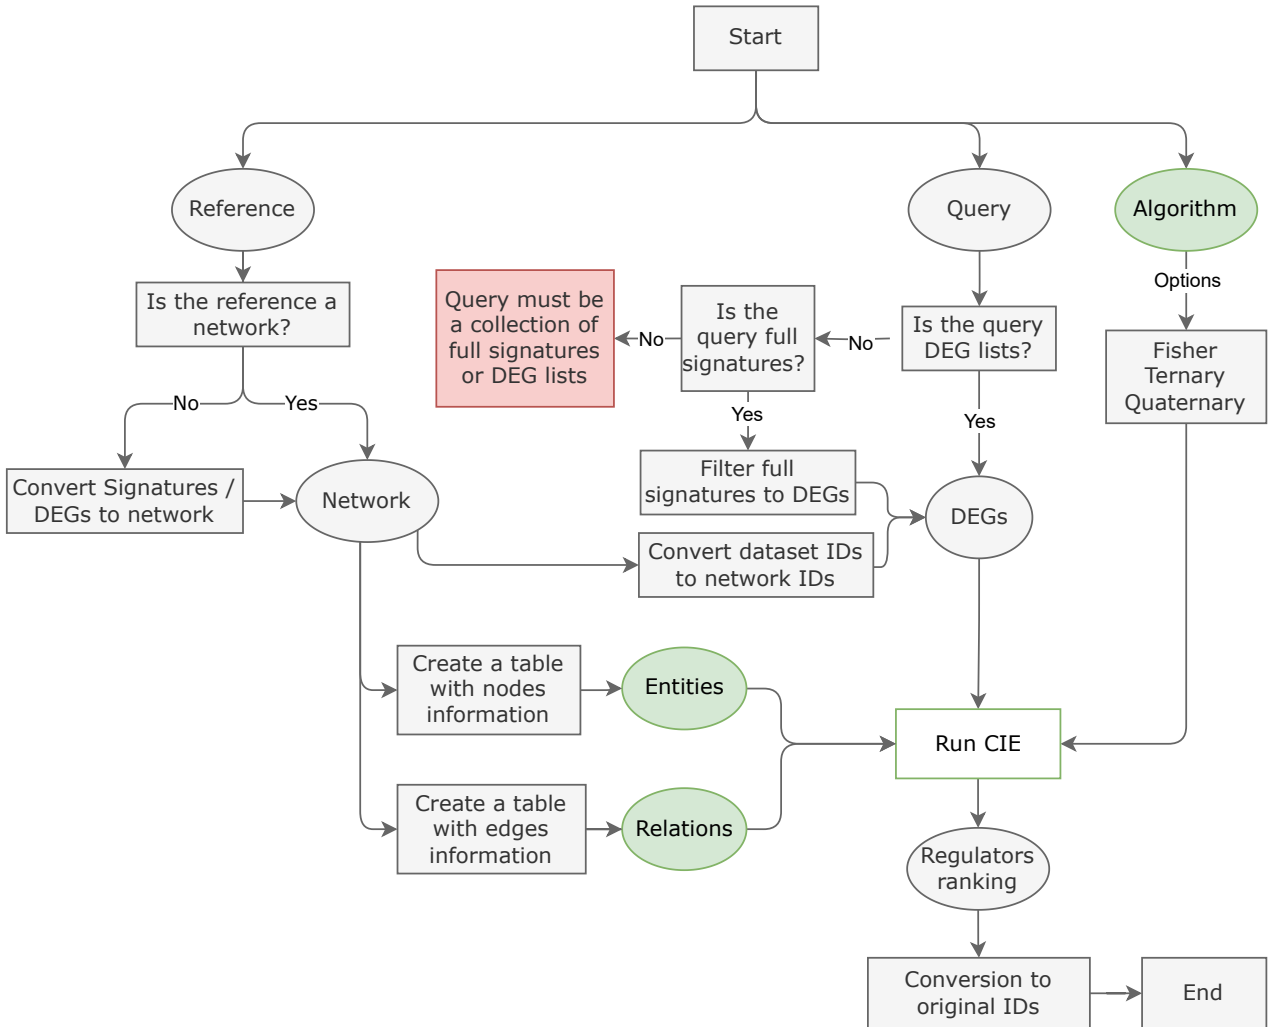 Start
Reference
Query
Algorithm
Options
Is the reference a
network?
Query must be
a collection of
full signatures
or DEG lists
No
Is the
query full
signatures?
No
Is the query
DEG lists?
Fisher
Ternary
Quaternary
No
Yes
Yes
Yes
Convert Signatures /
DEGs to network
Network
Filter full
signatures to DEGs
DEGs
Convert dataset IDs
to network IDs
Create a table
with nodes
information
Entities
Run CIE
Create a table
with edges
information
Relations
Regulators
ranking
Conversion to
original IDs
End